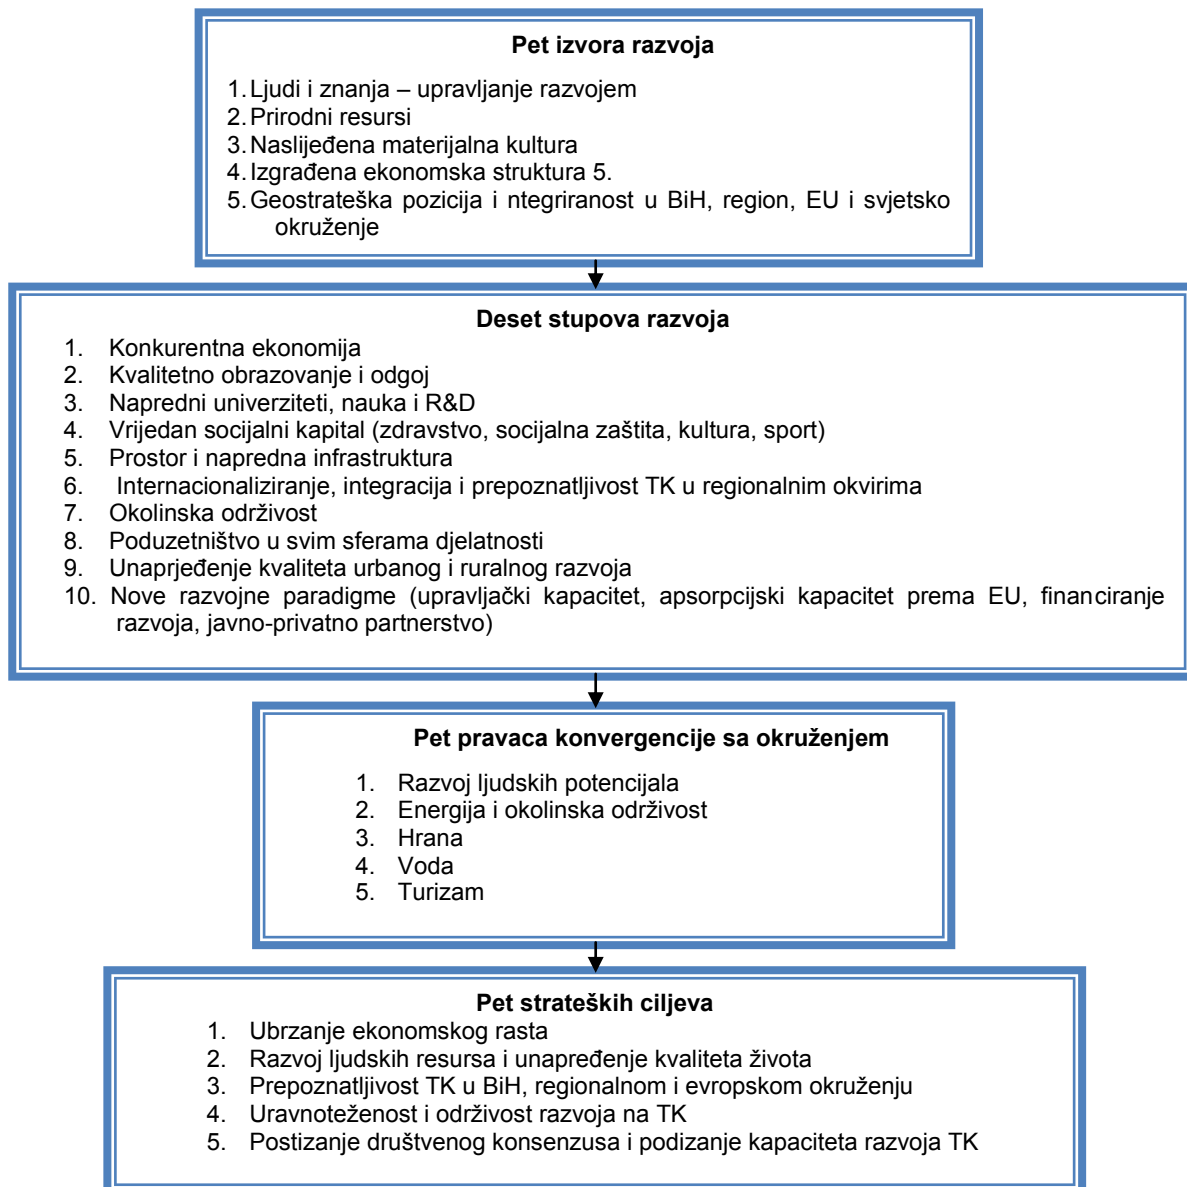 Pet izvora razvoja
1. Ljudi i znanja – upravljanje razvojem
2. Prirodni resursi
3. Naslijeđena materijalna kultura
4. Izgrađena ekonomska struktura 5.
5. Geostrateška pozicija i ntegriranost u BiH, region, EU i svjetsko
okruženje
Deset stupova razvoja
1. Konkurentna ekonomija
2. Kvalitetno obrazovanje i odgoj
3. Napredni univerziteti, nauka i R&D
4. Vrijedan socijalni kapital (zdravstvo, socijalna zaštita, kultura, sport)
5. Prostor i napredna infrastruktura
6. Internacionaliziranje, integracija i prepoznatljivost TK u regionalnim okvirima
7. Okolinska održivost
8. Poduzetništvo u svim sferama djelatnosti
9. Unaprjeđenje kvaliteta urbanog i ruralnog razvoja
10. Nove razvojne paradigme (upravljački kapacitet, apsorpcijski kapacitet prema EU, financiranje
razvoja, javno-privatno partnerstvo)
Pet pravaca konvergencije sa okruženjem
1. Razvoj ljudskih potencijala
2. Energija i okolinska održivost
3. Hrana
4. Voda
5. Turizam
Pet strateških ciljeva
1. Ubrzanje ekonomskog rasta
2. Razvoj ljudskih resursa i unapređenje kvaliteta života
3. Prepoznatljivost TK u BiH, regionalnom i evropskom okruženju
4. Uravnoteženost i održivost razvoja na TK
5. Postizanje društvenog konsenzusa i podizanje kapaciteta razvoja TK